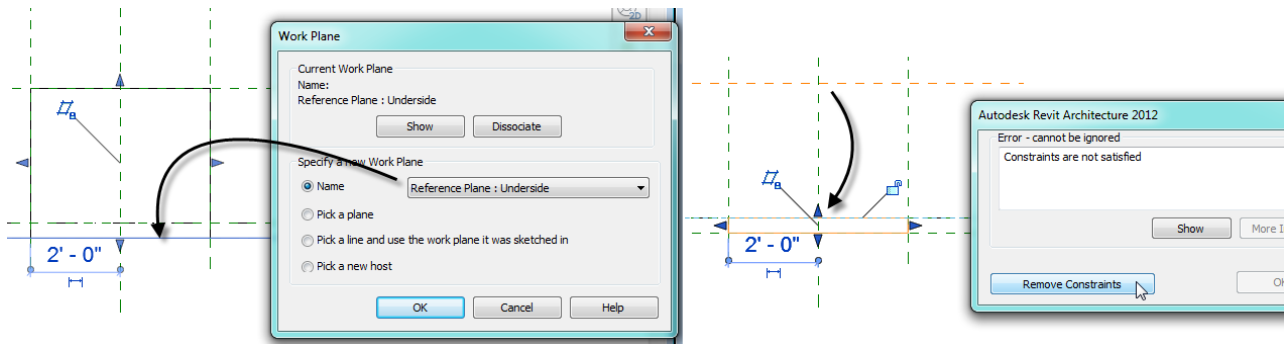 2D
Work Plane
Current Work Plane
Name:
Reference Plane : Underside
Show
Dissociate
Specify a new Work Plane
Name
Reference Plane : Underside
Pick a plane
Pick a line and use the work plane it was sketched in
Pick a new host
OK
Cancel
Help
2' - 0"
Autodesk Revit Architecture 2012
Error - cannot be ignored
Constraints are not satisfied
Show
More I
Remove Constraints
OK
2' - 0"